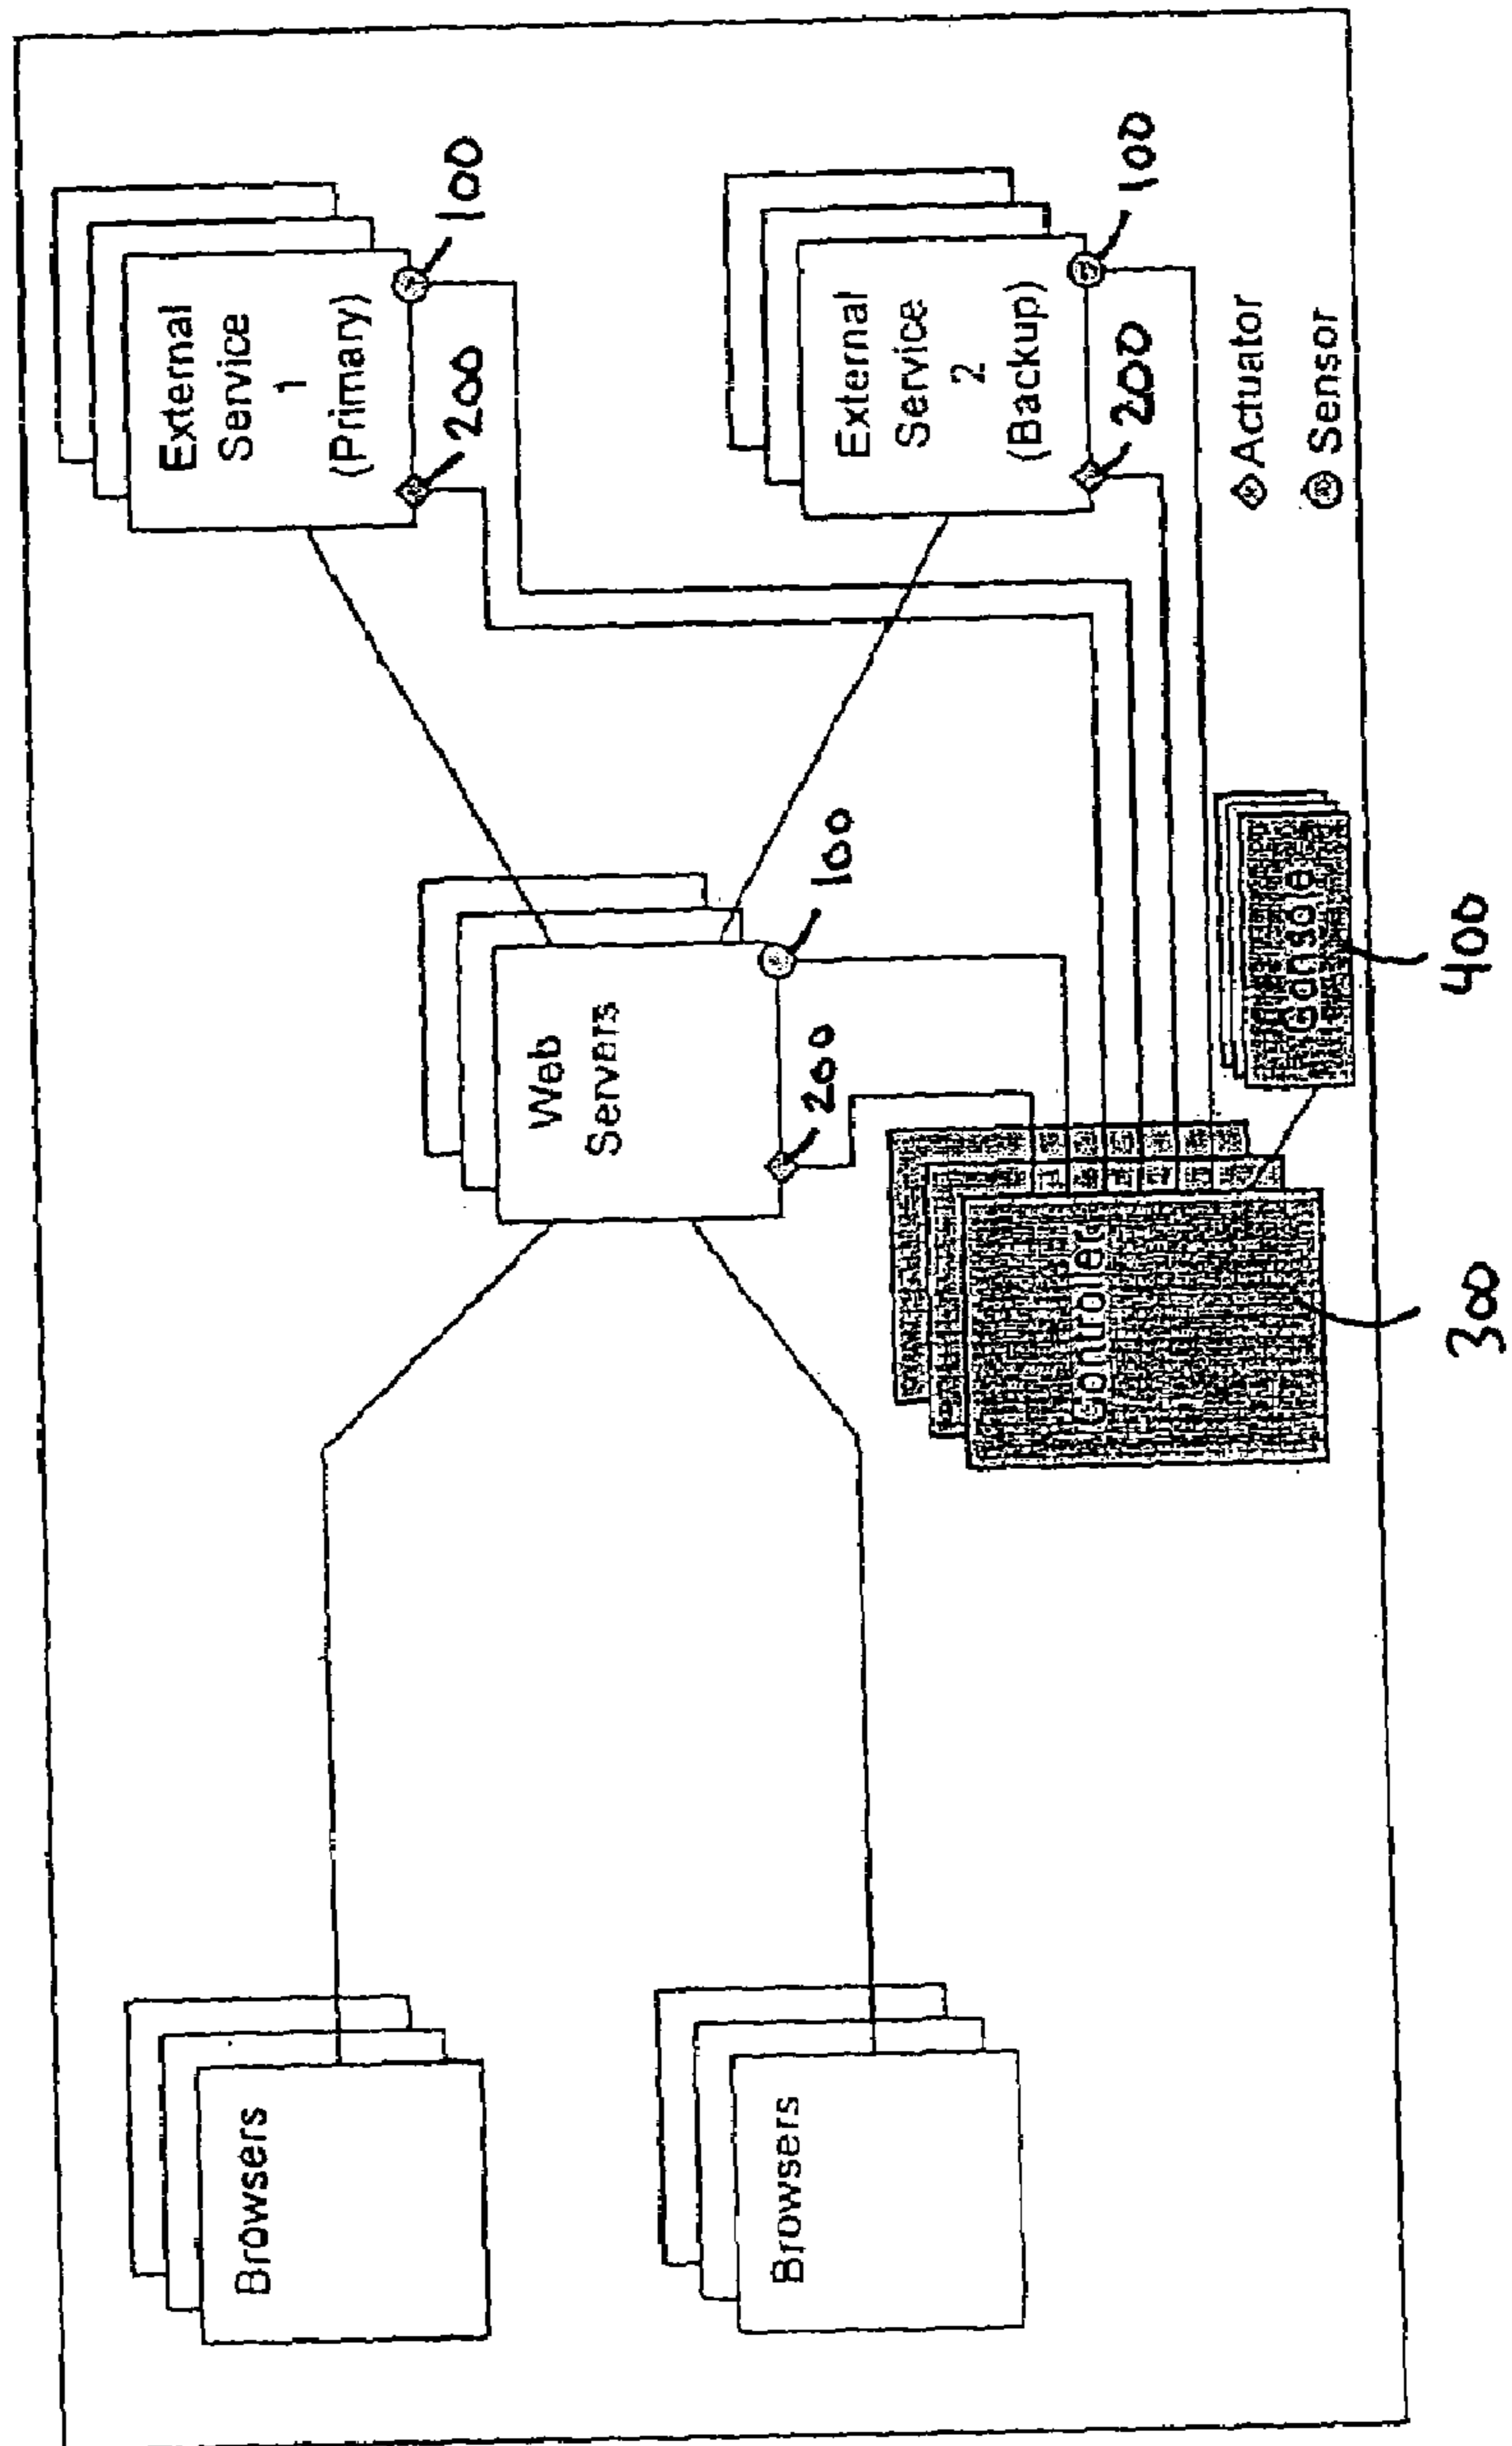 Browsers
Browsers
Web
Servers
200
100
External
Service
1
(Primary)
200
100
External
Service
2
(Backup)
200
100
Controller
300
Console
400
Actuator
Sensor